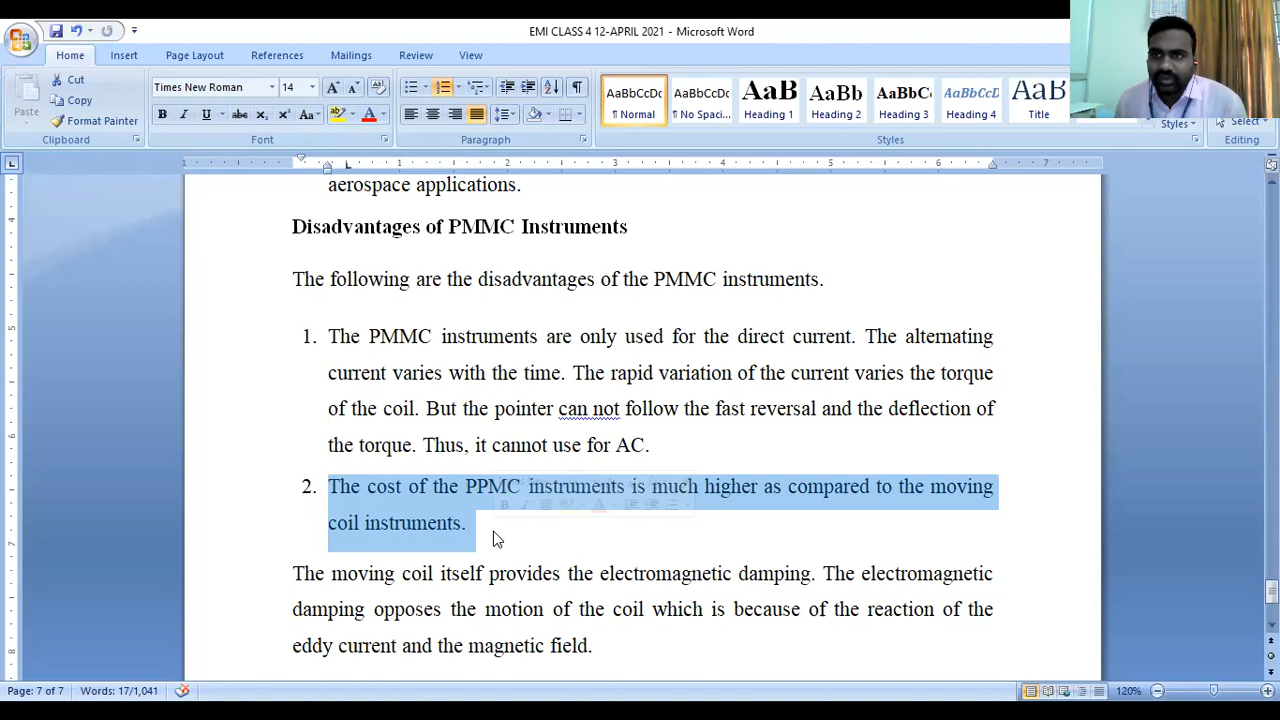 EMI CLASS 4 12-APRIL 2021 - Microsoft Word
Home Insert Page Layout References Mailings Review View
Paste
Cut
Copy
Format Painter
Clipboard
Times New Roman 14
Font
Paragraph
AaBbCcDc AaBbCcDc AaB AaBb AaBbCc AaBbCcD AaBb
¶ Normal ¶ No Spaci... Heading 1 Heading 2 Heading 3 Heading 4 Title
Styles
Styles
Select
Editing
aerospace applications.
Disadvantages of PMMC Instruments
The following are the disadvantages of the PMMC instruments.
1. The PMMC instruments are only used for the direct current. The alternating
current varies with the time. The rapid variation of the current varies the torque
of the coil. But the pointer can not follow the fast reversal and the deflection of
the torque. Thus, it cannot use for AC.
2. The cost of the PPMC instruments is much higher as compared to the moving
coil instruments.
The moving coil itself provides the electromagnetic damping. The electromagnetic
damping opposes the motion of the coil which is because of the reaction of the
eddy current and the magnetic field.
Page: 7 of 7 Words: 17/1,041 120%